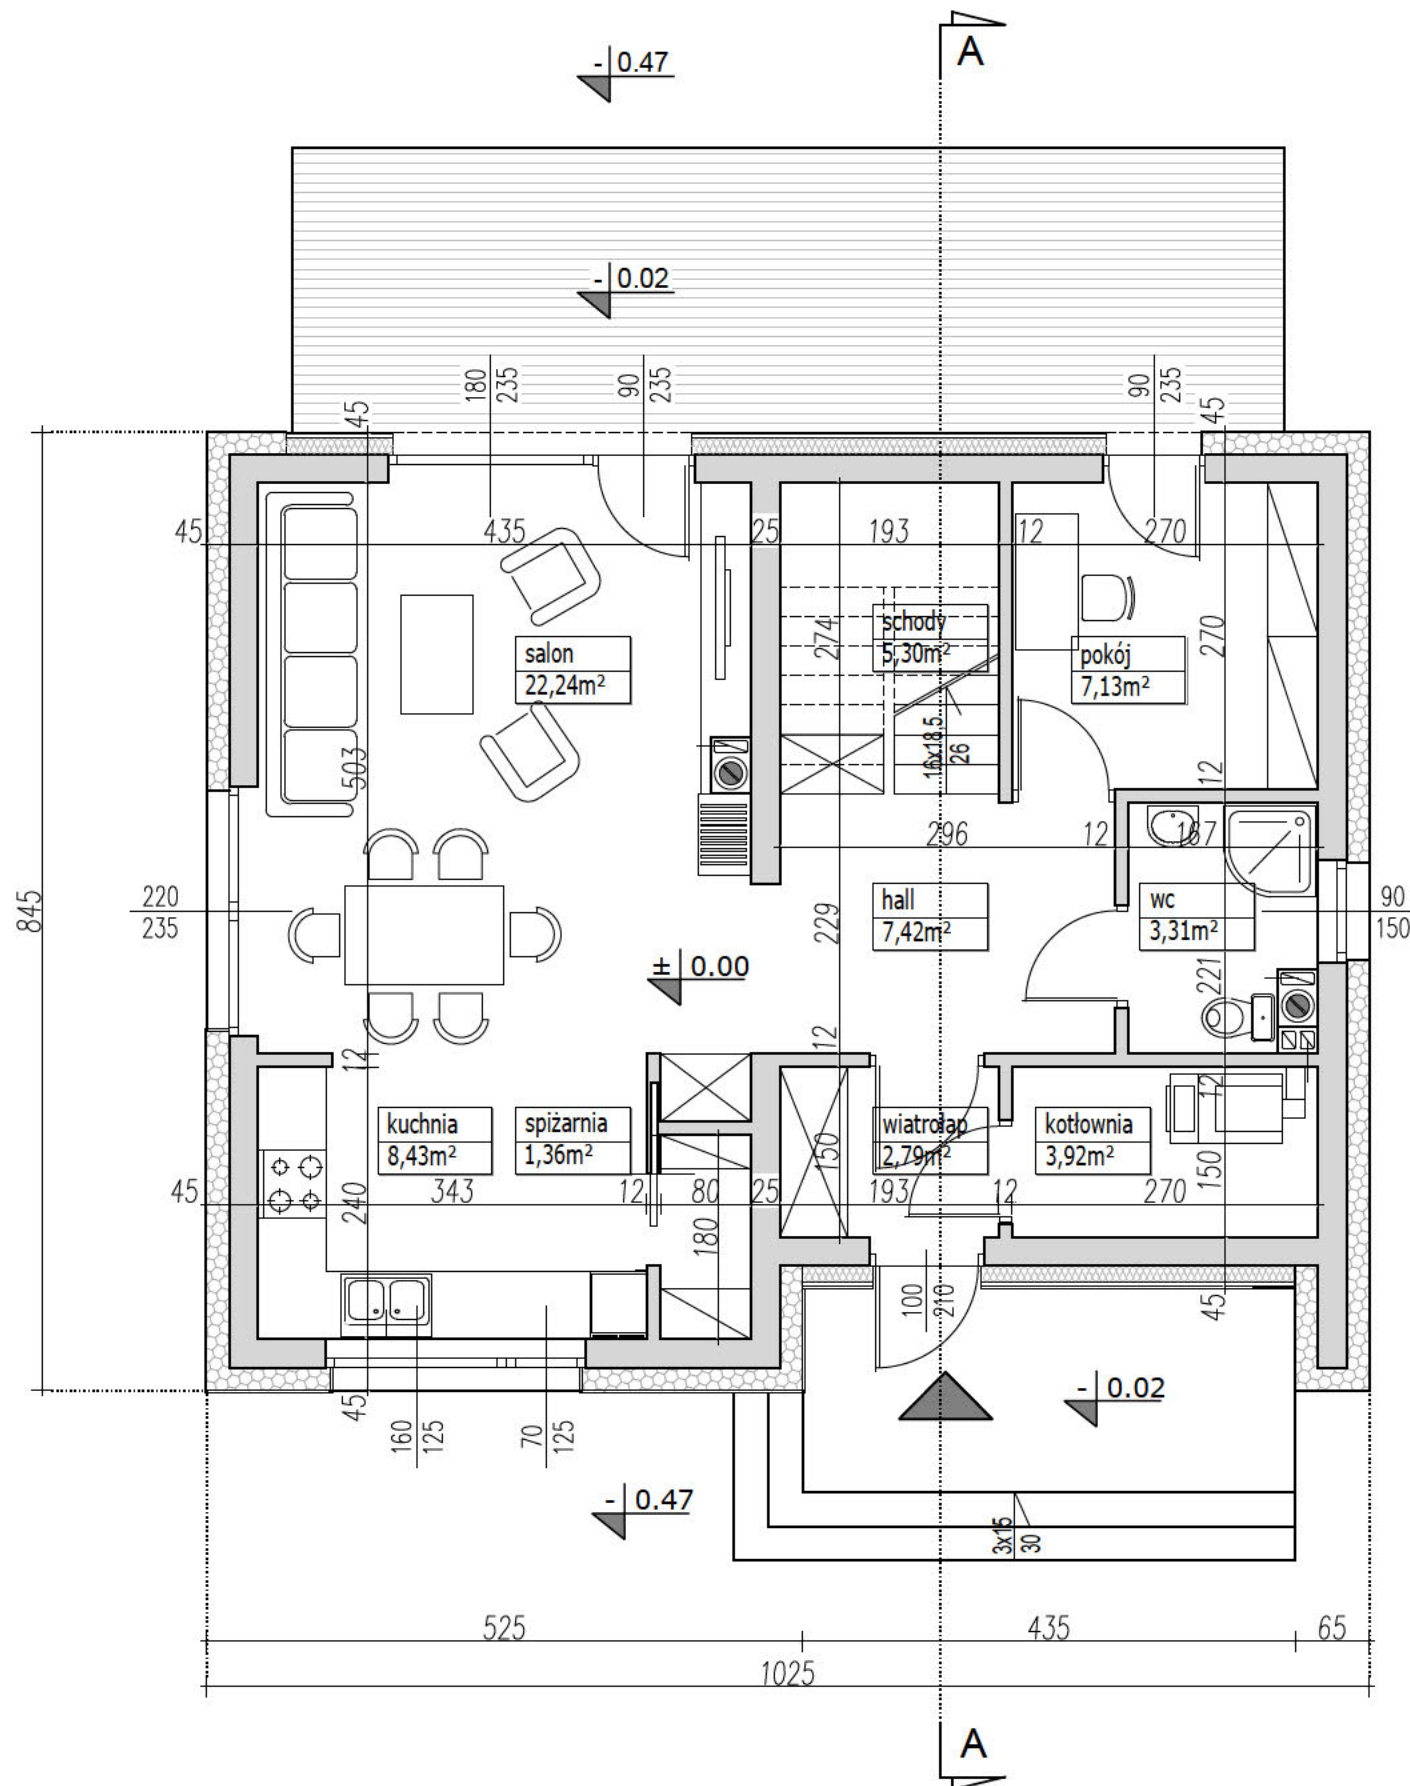 A
- 0.47
- 0.02
180
235
90
235
90
235
45
45
45
435
25
193
12
270
274
270
schody
5,30m²
salon
22,24m²
pokój
7,13m²
16x18,5
26
503
12
296
12
167
845
220
235
90
150
hall
7,42m²
wc
3,31m²
229
221
± 0.00
12
12
12
kuchnia
8,43m²
spiżarnia
1,36m²
wiatrołap
2,79m²
kotłownia
3,92m²
150
150
45
343
12
80
25
193
12
270
240
180
100
210
45
45
160
125
70
125
- 0.02
- 0.47
3x15
30
525
435
65
1025
A